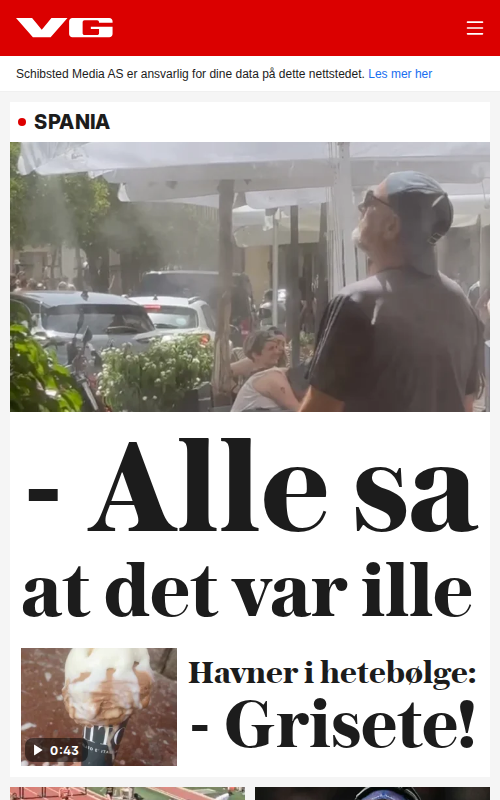 VG
Schibsted Media AS er ansvarlig for dine data på dette nettstedet. Les mer her
SPANIA
- Alle sa
at det var ille
0:43
Havner i hetebølge:
- Grisete!